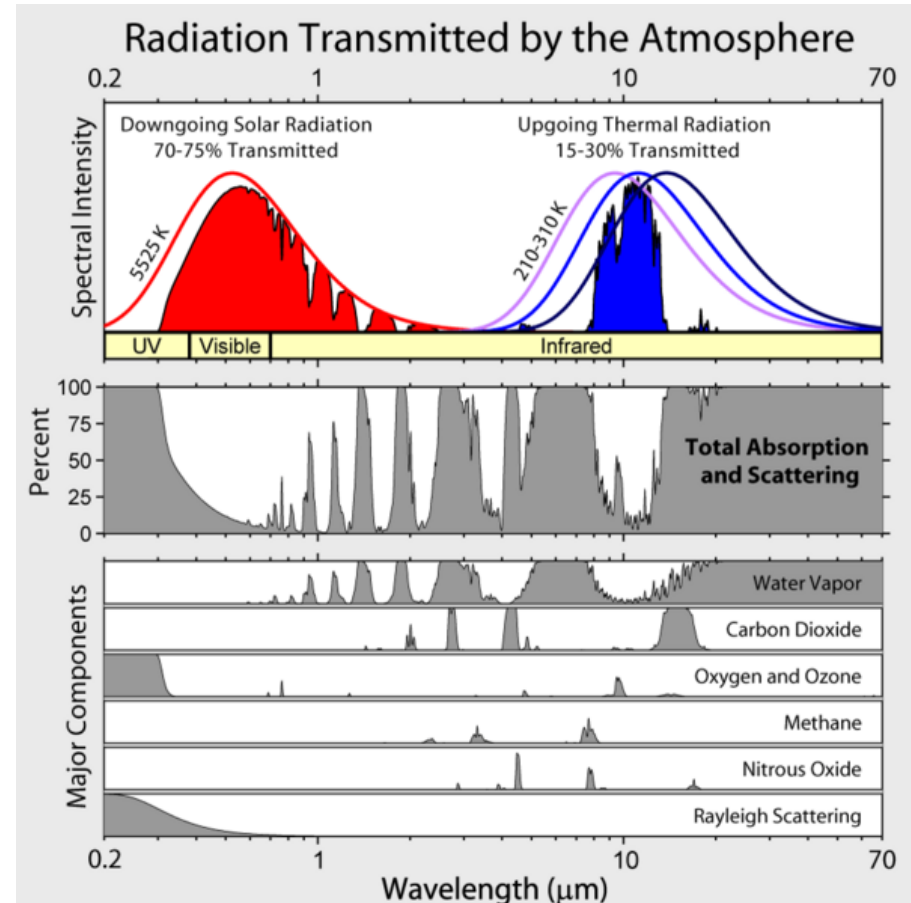 Radiation Transmitted by the Atmosphere
0.2 1 10 70
Downgoing Solar Radiation
70-75% Transmitted
Upgoing Thermal Radiation
15-30% Transmitted
Spectral Intensity
5525 K
210-310 K
UV Visible Infrared
Percent
100
75
50
25
0
Total Absorption
and Scattering
Major Components
Water Vapor
Carbon Dioxide
Oxygen and Ozone
Methane
Nitrous Oxide
Rayleigh Scattering
0.2 1 10 70
Wavelength (μm)